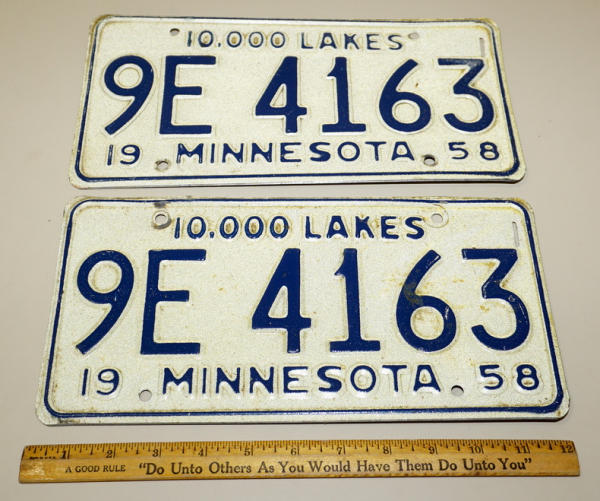 10,000 LAKES
9E 4163
19 MINNESOTA 58
10,000 LAKES
9E 4163
19 MINNESOTA 58
1 2 3 4 5 6 7 8 9 10 11 12
A GOOD RULE "Do Unto Others As You Would Have Them Do Unto You"